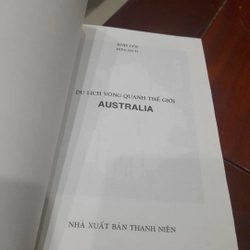 DU LỊCH VÒNG QUANH THẾ GIỚI
AUSTRALIA
NHÀ XUẤT BẢN THANH NIÊN